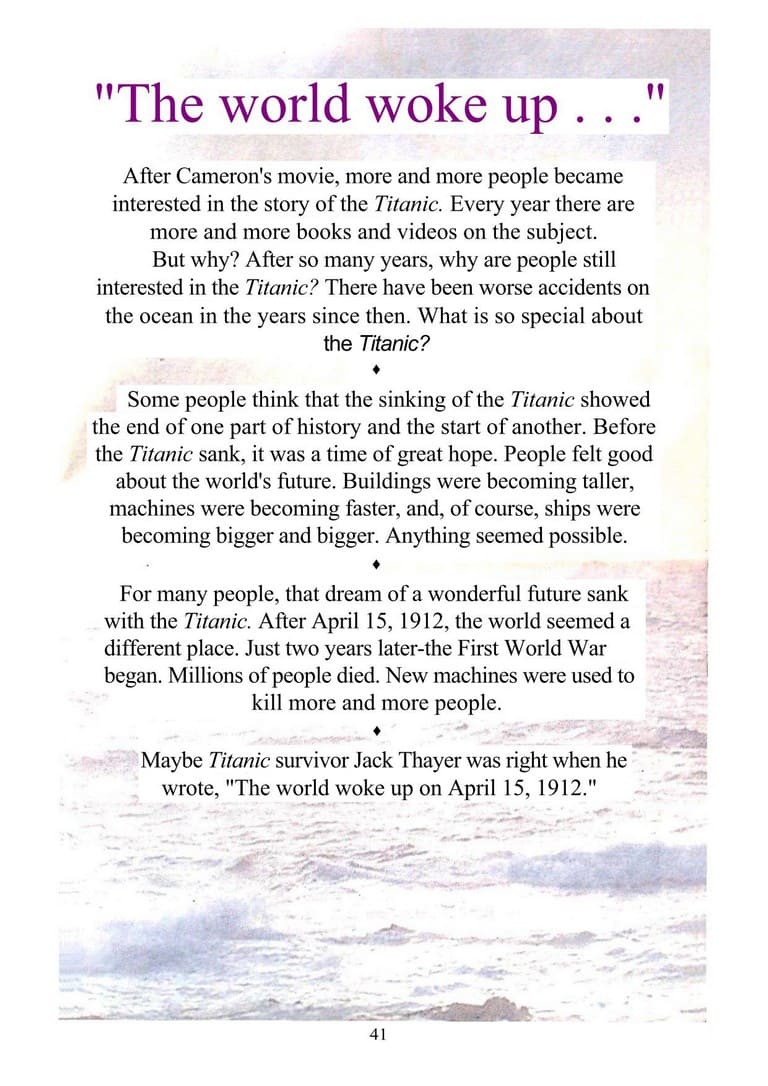 "The world woke up . . ."
After Cameron's movie, more and more people became
interested in the story of the Titanic. Every year there are
more and more books and videos on the subject.
But why? After so many years, why are people still
interested in the Titanic? There have been worse accidents on
the ocean in the years since then. What is so special about
the Titanic?
♦
Some people think that the sinking of the Titanic showed
the end of one part of history and the start of another. Before
the Titanic sank, it was a time of great hope. People felt good
about the world's future. Buildings were becoming taller,
machines were becoming faster, and, of course, ships were
becoming bigger and bigger. Anything seemed possible.
♦
For many people, that dream of a wonderful future sank
with the Titanic. After April 15, 1912, the world seemed a
different place. Just two years later-the First World War
began. Millions of people died. New machines were used to
kill more and more people.
♦
Maybe Titanic survivor Jack Thayer was right when he
wrote, "The world woke up on April 15, 1912."
41